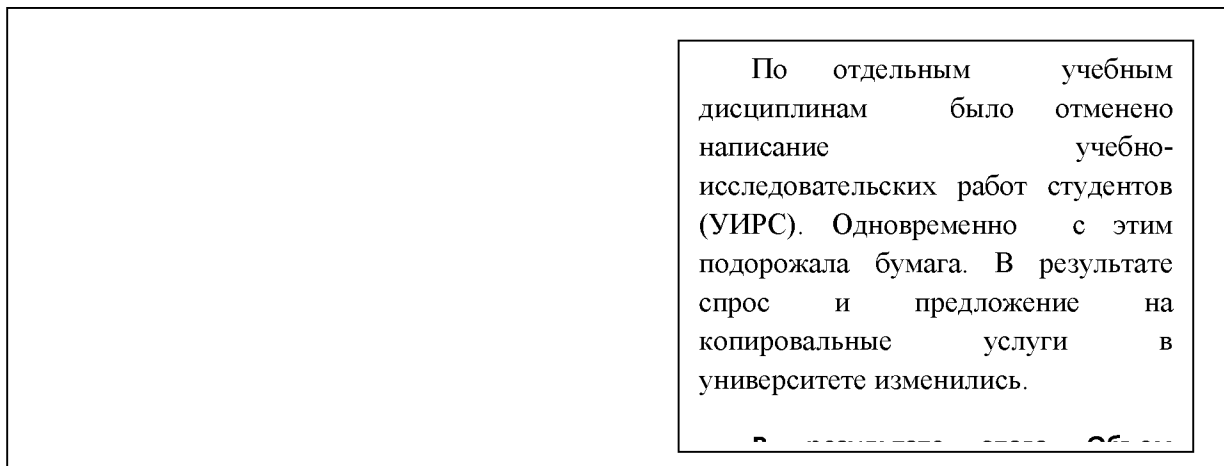 По отдельным учебным
дисциплинам было отменено
написание учебно-
исследовательских работ студентов
(УИРС). Одновременно с этим
подорожала бумага. В результате
спрос и предложение на
копировальные услуги в
университете изменились.